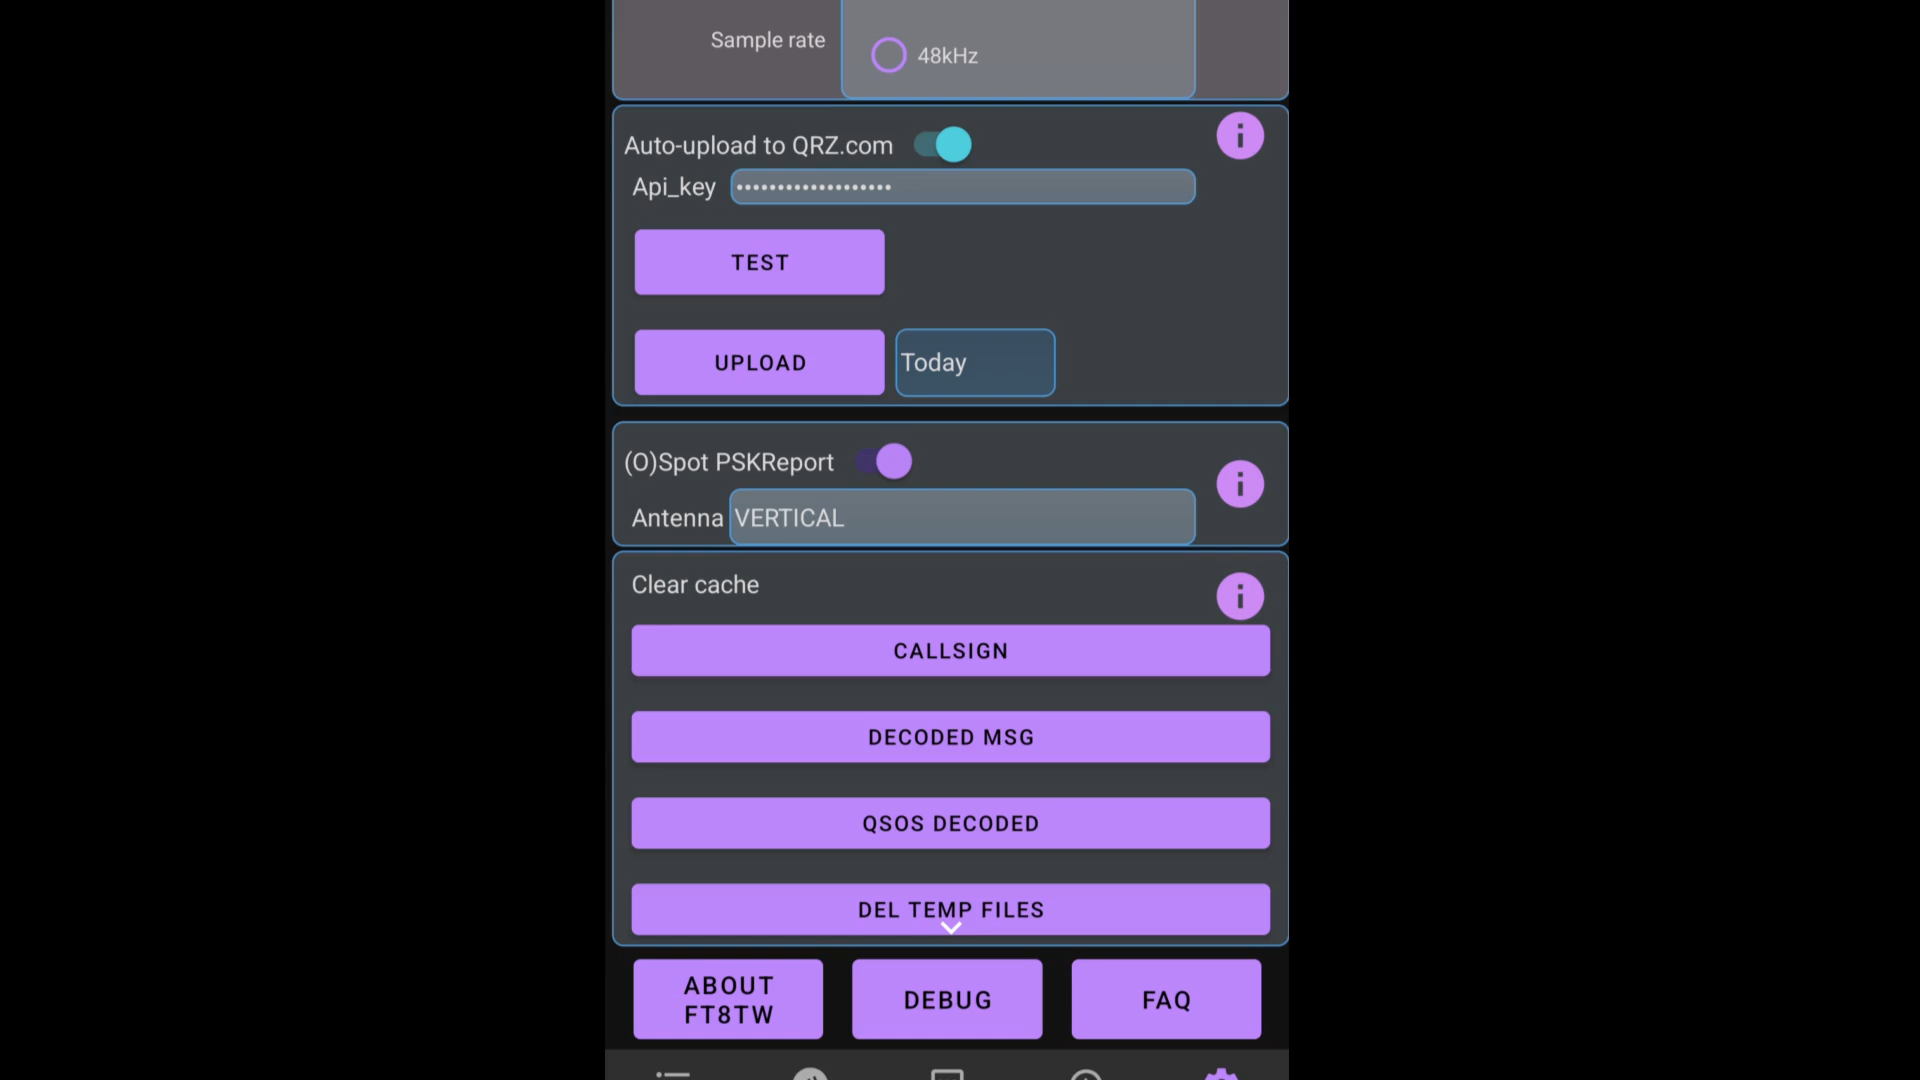 Sample rate
48kHz
Auto-upload to QRZ.com
Api_key •••••••••••••••••••
TEST
UPLOAD Today
(O)Spot PSKReport
Antenna VERTICAL
Clear cache
CALLSIGN
DECODED MSG
QSOS DECODED
DEL TEMP FILES
ABOUT
FT8TW
DEBUG
FAQ